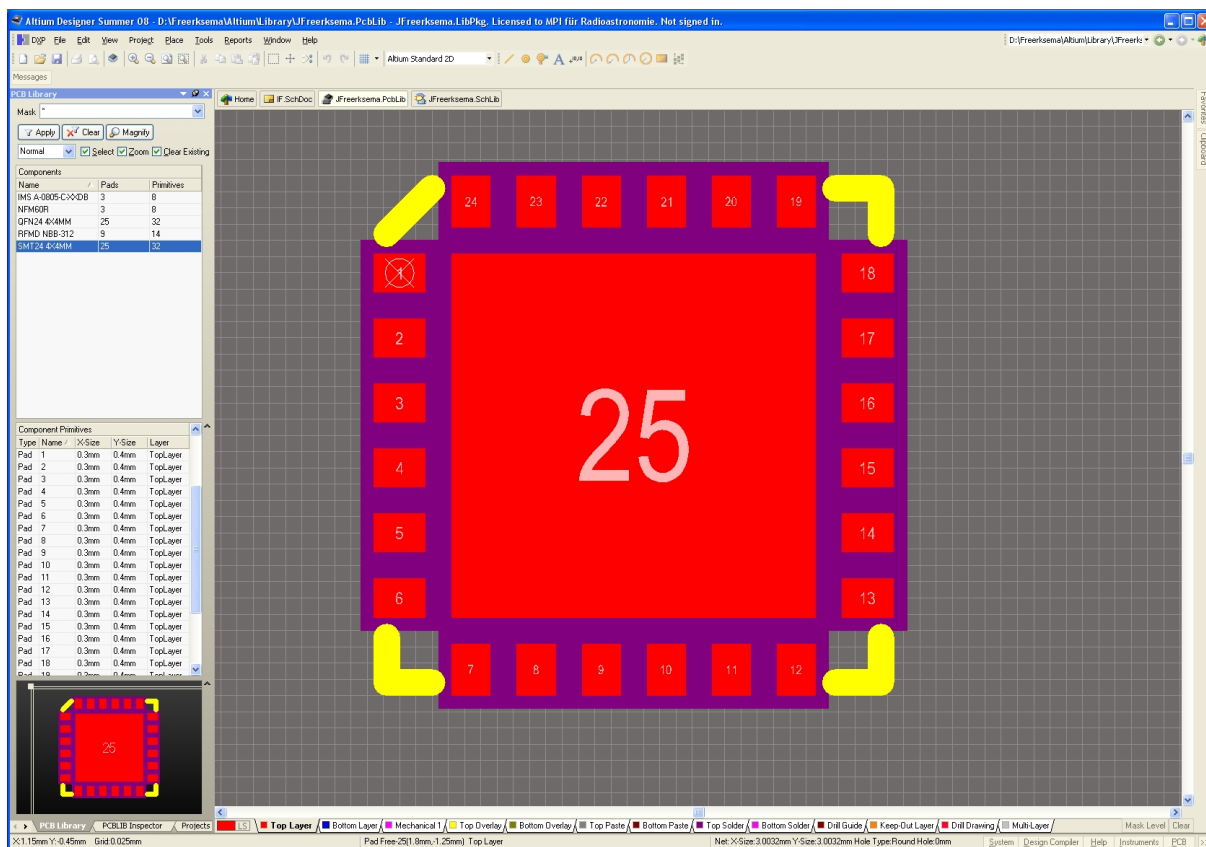 Altium Designer Summer 08 - D:\Freerksema\Altium\Library\JFreerksema.PcbLib - JFreerksema.LibPkg. Licensed to MPI für Radioastronomie. Not signed in.
DXP File Edit View Project Place Tools Reports Window Help
D:\Freerksema\Altium\Library\JFreerks
Altium Standard 2D
Messages
PCB Library
Home IF.SchDoc JFreerksema.PcbLib JFreerksema.SchLib
Favorites
Clipboard
Mask *
Apply Clear Magnify
Normal Select Zoom Clear Existing
Components
Name Pads Primitives
IMS A-0805-C-XXDB 3 8
NFM60R 3 8
QFN24 4X4MM 25 32
RFMD NBB-312 9 14
SMT24 4X4MM 25 32
Component Primitives
Type Name X-Size Y-Size Layer
Pad 1 0.3mm 0.4mm TopLayer
Pad 2 0.3mm 0.4mm TopLayer
Pad 3 0.3mm 0.4mm TopLayer
Pad 4 0.3mm 0.4mm TopLayer
Pad 5 0.3mm 0.4mm TopLayer
Pad 6 0.3mm 0.4mm TopLayer
Pad 7 0.3mm 0.4mm TopLayer
Pad 8 0.3mm 0.4mm TopLayer
Pad 9 0.3mm 0.4mm TopLayer
Pad 10 0.3mm 0.4mm TopLayer
Pad 11 0.3mm 0.4mm TopLayer
Pad 12 0.3mm 0.4mm TopLayer
Pad 13 0.3mm 0.4mm TopLayer
Pad 14 0.3mm 0.4mm TopLayer
Pad 15 0.3mm 0.4mm TopLayer
Pad 16 0.3mm 0.4mm TopLayer
Pad 17 0.3mm 0.4mm TopLayer
Pad 18 0.3mm 0.4mm TopLayer
Pad 19 0.3mm 0.4mm TopLayer
25
24 23 22 21 20 19
1 18
2 17
3 16
25
4 15
5 14
6 13
7 8 9 10 11 12
PCB Library PCBLIB Inspector Projects
LS Top Layer Bottom Layer Mechanical 1 Top Overlay Bottom Overlay Top Paste Bottom Paste Top Solder Bottom Solder Drill Guide Keep-Out Layer Drill Drawing Multi-Layer Mask Level Clear
X:1.15mm Y:-0.45mm Grid:0.025mm Pad Free-25(1.8mm,-1.25mm) Top Layer Net: X-Size:3.0032mm Y-Size:3.0032mm Hole Type:Round Hole:0mm System Design Compiler Help Instruments PCB